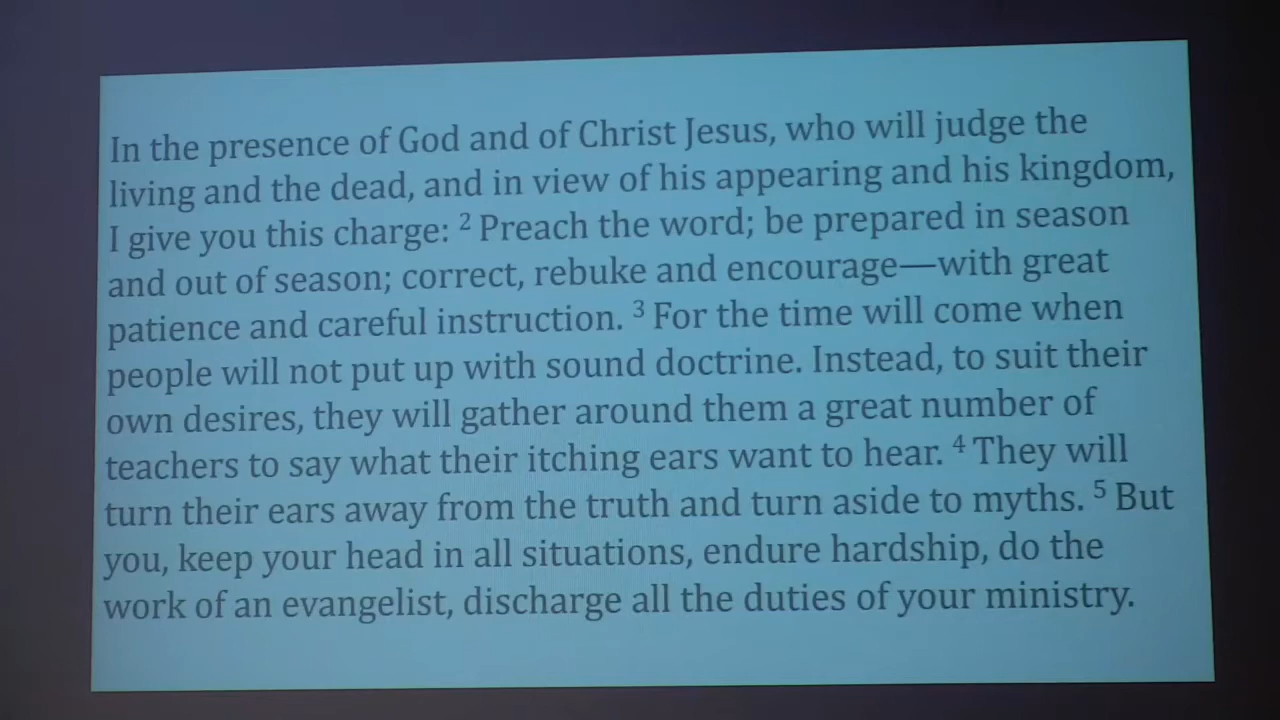 In the presence of God and of Christ Jesus, who will judge the
living and the dead, and in view of his appearing and his kingdom,
I give you this charge: ² Preach the word; be prepared in season
and out of season; correct, rebuke and encourage—with great
patience and careful instruction. ³ For the time will come when
people will not put up with sound doctrine. Instead, to suit their
own desires, they will gather around them a great number of
teachers to say what their itching ears want to hear. ⁴ They will
turn their ears away from the truth and turn aside to myths. ⁵ But
you, keep your head in all situations, endure hardship, do the
work of an evangelist, discharge all the duties of your ministry.